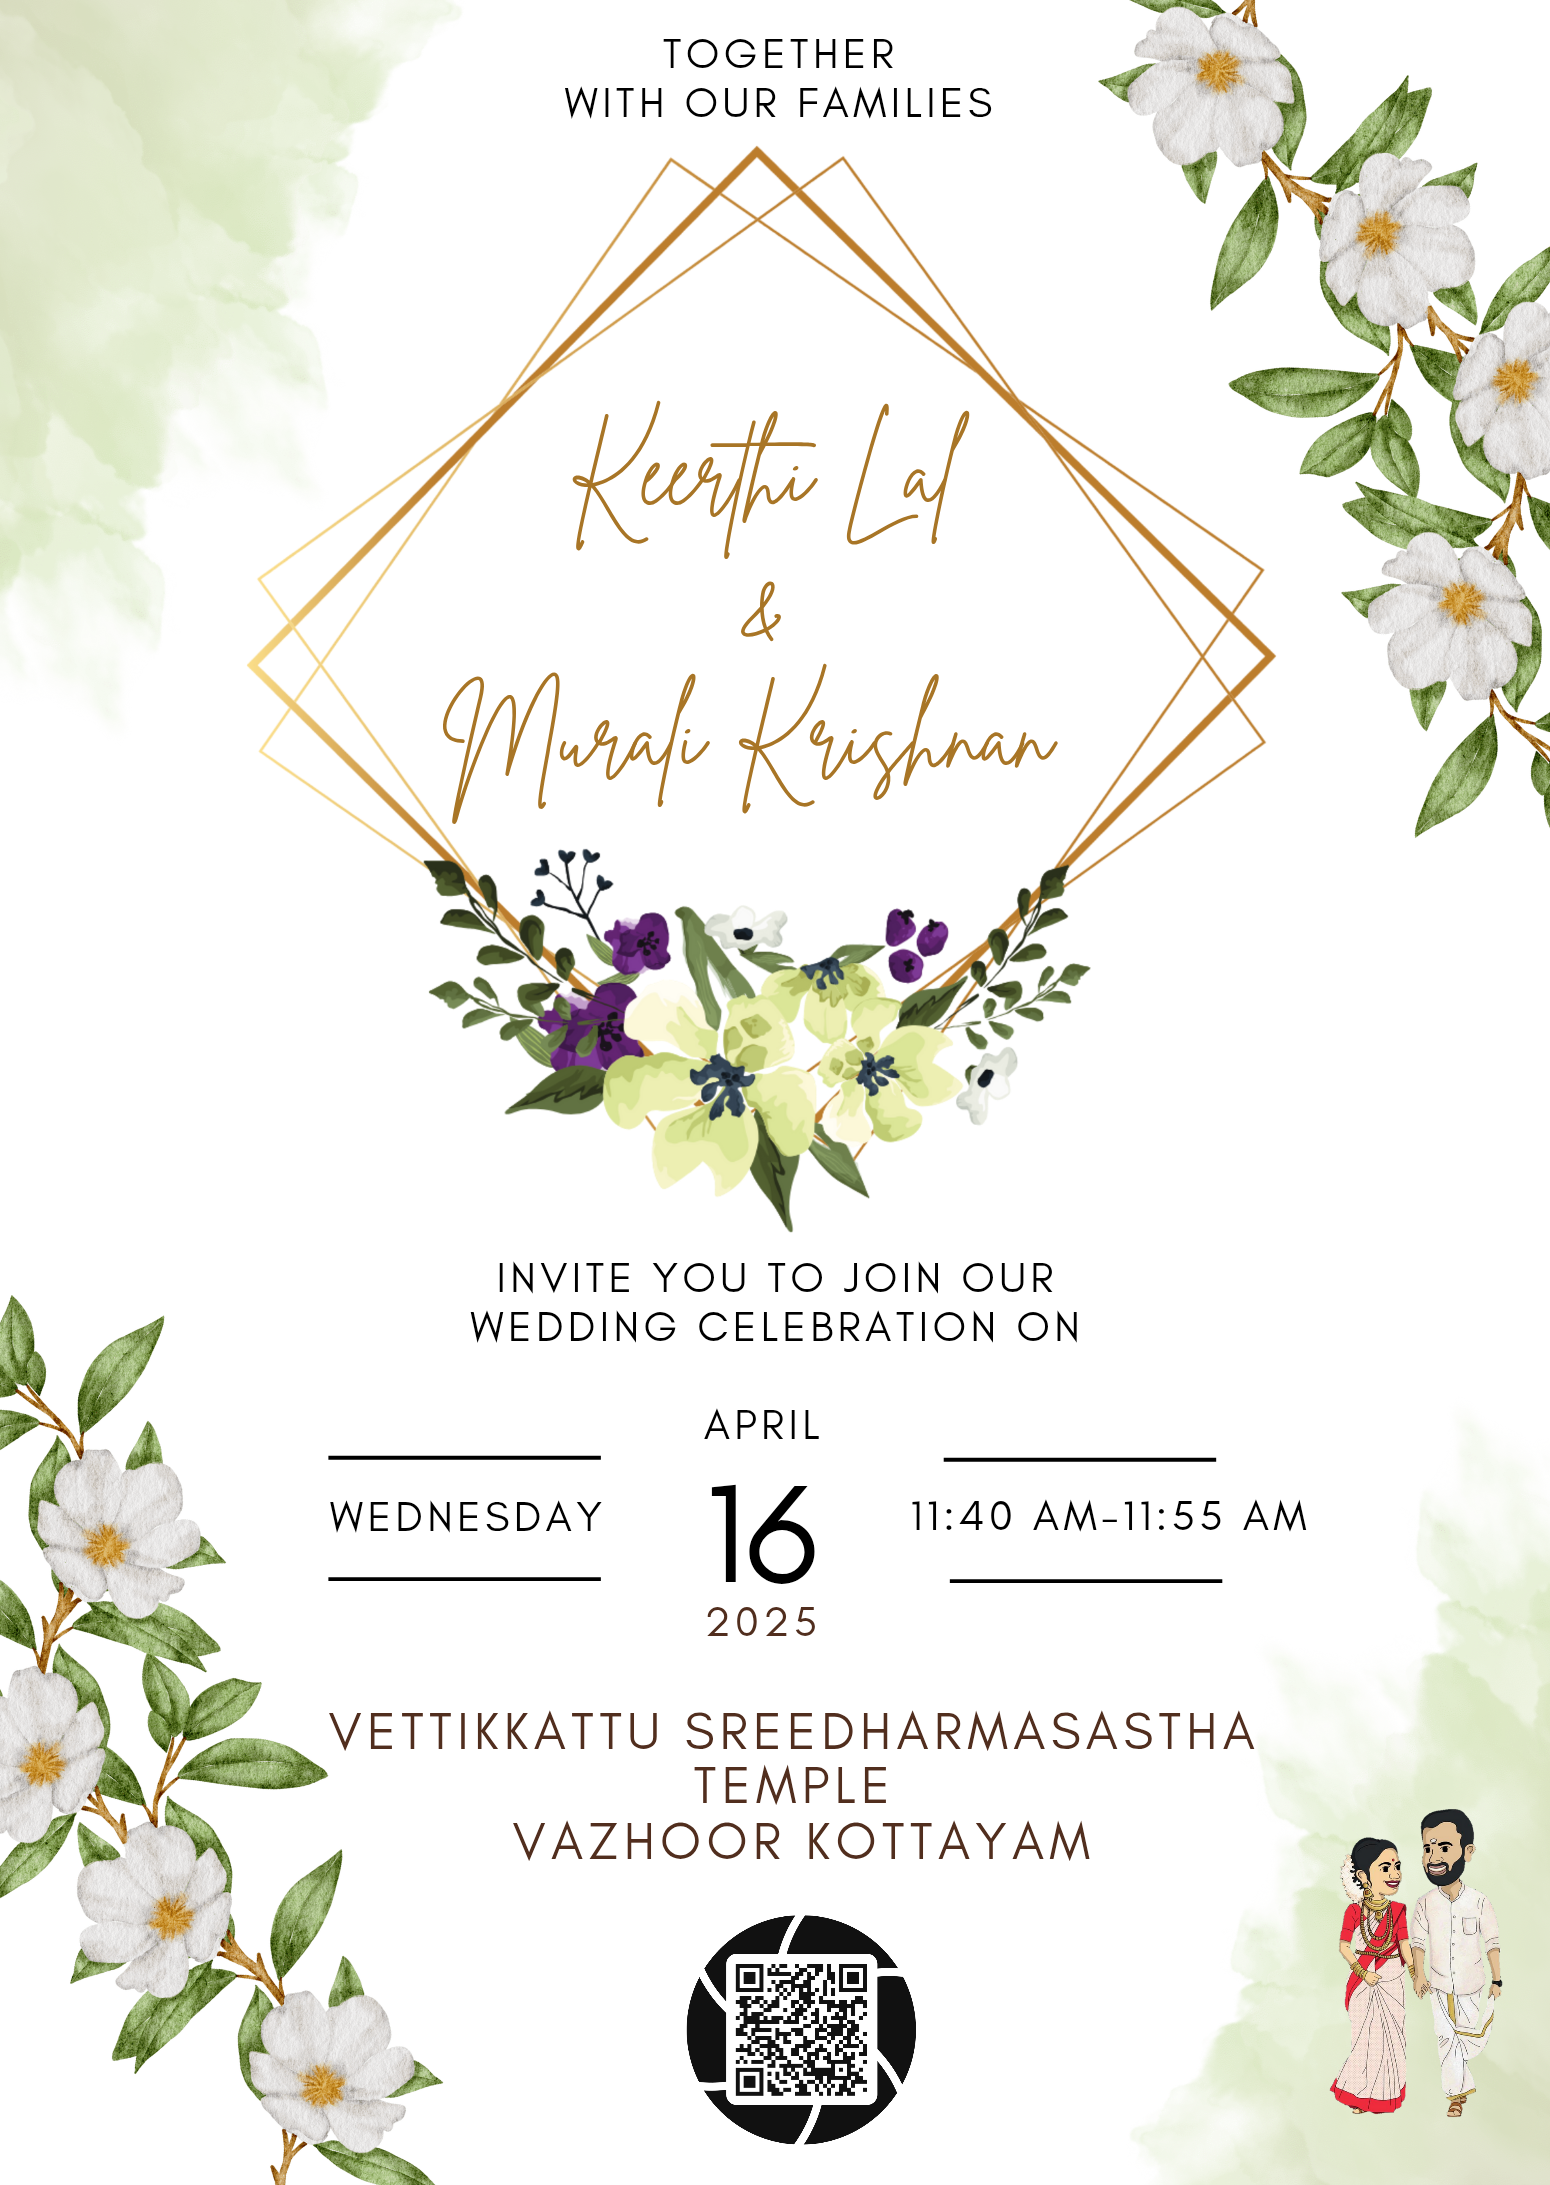 TOGETHER
WITH OUR FAMILIES
Keerthi Lal
&
Murali Krishnan
INVITE YOU TO JOIN OUR
WEDDING CELEBRATION ON
APRIL
WEDNESDAY
16
11:40 AM-11:55 AM
2025
VETTIKKATTU SREEDHARMASASTHA
TEMPLE
VAZHOOR KOTTAYAM